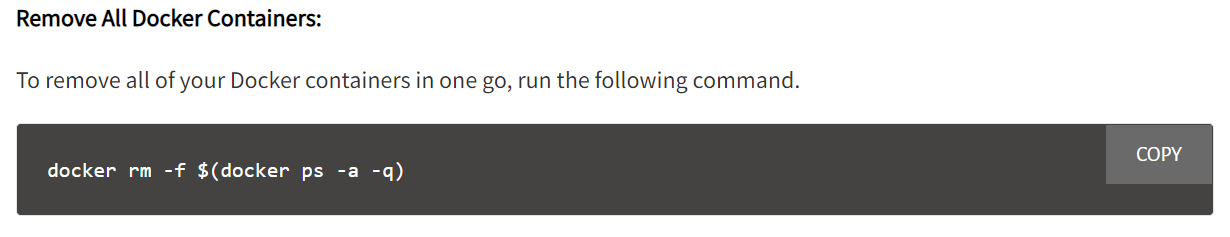 Remove All Docker Containers:
To remove all of your Docker containers in one go, run the following command.
COPY
docker rm -f $(docker ps -a -q)